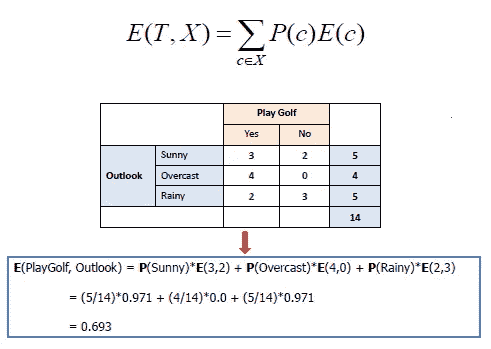 E(T, X) = ∑ P(c)E(c)
c∈X
Play Golf
Yes No
Sunny 3 2 5
Outlook Overcast 4 0 4
Rainy 2 3 5
14
E(PlayGolf, Outlook) = P(Sunny)*E(3,2) + P(Overcast)*E(4,0) + P(Rainy)*E(2,3)
= (5/14)*0.971 + (4/14)*0.0 + (5/14)*0.971
= 0.693